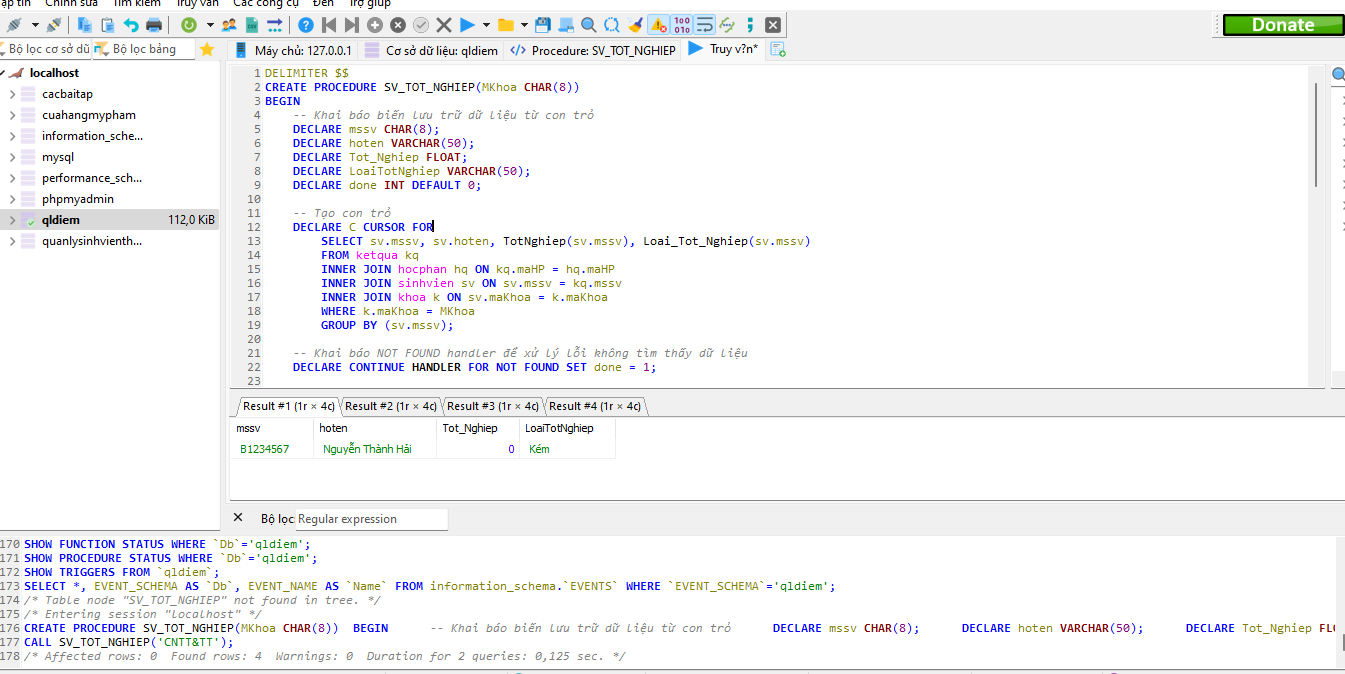 ập tin Chỉnh sửa Tìm kiếm Truy vấn Các công cụ Đến Trợ giúp
Donate
Bộ lọc cơ sở dữ Bộ lọc bảng
Máy chủ: 127.0.0.1 Cơ sở dữ liệu: qldiem Procedure: SV_TOT_NGHIEP Truy v?n*
localhost
cacbaitap
cuahangmypham
information_sche...
mysql
performance_sch...
phpmyadmin
qldiem 112,0 KiB
quanlysinhvienth...
1 DELIMITER $$
2 CREATE PROCEDURE SV_TOT_NGHIEP(MKhoa CHAR(8))
3 BEGIN
4 -- Khai báo biến lưu trữ dữ liệu từ con trỏ
5 DECLARE mssv CHAR(8);
6 DECLARE hoten VARCHAR(50);
7 DECLARE Tot_Nghiep FLOAT;
8 DECLARE LoaiTotNghiep VARCHAR(50);
9 DECLARE done INT DEFAULT 0;
10
11 -- Tạo con trỏ
12 DECLARE C CURSOR FOR
13 SELECT sv.mssv, sv.hoten, TotNghiep(sv.mssv), Loai_Tot_Nghiep(sv.mssv)
14 FROM ketqua kq
15 INNER JOIN hocphan hq ON kq.maHP = hq.maHP
16 INNER JOIN sinhvien sv ON sv.mssv = kq.mssv
17 INNER JOIN khoa k ON sv.maKhoa = k.maKhoa
18 WHERE k.maKhoa = MKhoa
19 GROUP BY (sv.mssv);
20
21 -- Khai báo NOT FOUND handler để xử lý lỗi không tìm thấy dữ liệu
22 DECLARE CONTINUE HANDLER FOR NOT FOUND SET done = 1;
23
Result #1 (1r × 4c) Result #2 (1r × 4c) Result #3 (1r × 4c) Result #4 (1r × 4c)
mssv hoten Tot_Nghiep LoaiTotNghiep
B1234567 Nguyễn Thành Hải 0 Kém
Bộ lọc: Regular expression
170 SHOW FUNCTION STATUS WHERE `Db`='qldiem';
171 SHOW PROCEDURE STATUS WHERE `Db`='qldiem';
172 SHOW TRIGGERS FROM `qldiem`;
173 SELECT *, EVENT_SCHEMA AS `Db`, EVENT_NAME AS `Name` FROM information_schema.`EVENTS` WHERE `EVENT_SCHEMA`='qldiem';
174 /* Table node "SV_TOT_NGHIEP" not found in tree. */
175 /* Entering session "localhost" */
176 CREATE PROCEDURE SV_TOT_NGHIEP(MKhoa CHAR(8)) BEGIN -- Khai báo biến lưu trữ dữ liệu từ con trỏ DECLARE mssv CHAR(8); DECLARE hoten VARCHAR(50); DECLARE Tot_Nghiep FL
177 CALL SV_TOT_NGHIEP('CNTT&TT');
178 /* Affected rows: 0 Found rows: 4 Warnings: 0 Duration for 2 queries: 0,125 sec. */